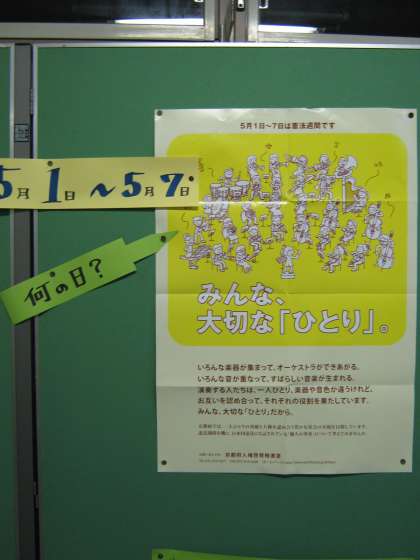 5月1日～7日は憲法週間です
5月1日～5月7日
何の日？
みんな、
大切な「ひとり」。
いろんな楽器が集まって、オーケストラができあがる。
いろんな音が重なって、すばらしい音楽が生まれる。
演奏する人たちは、一人ひとり、楽器や音色が違うけれど、
お互いを認め合って、それぞれの役割を果たしています。
みんな、大切な「ひとり」だから。